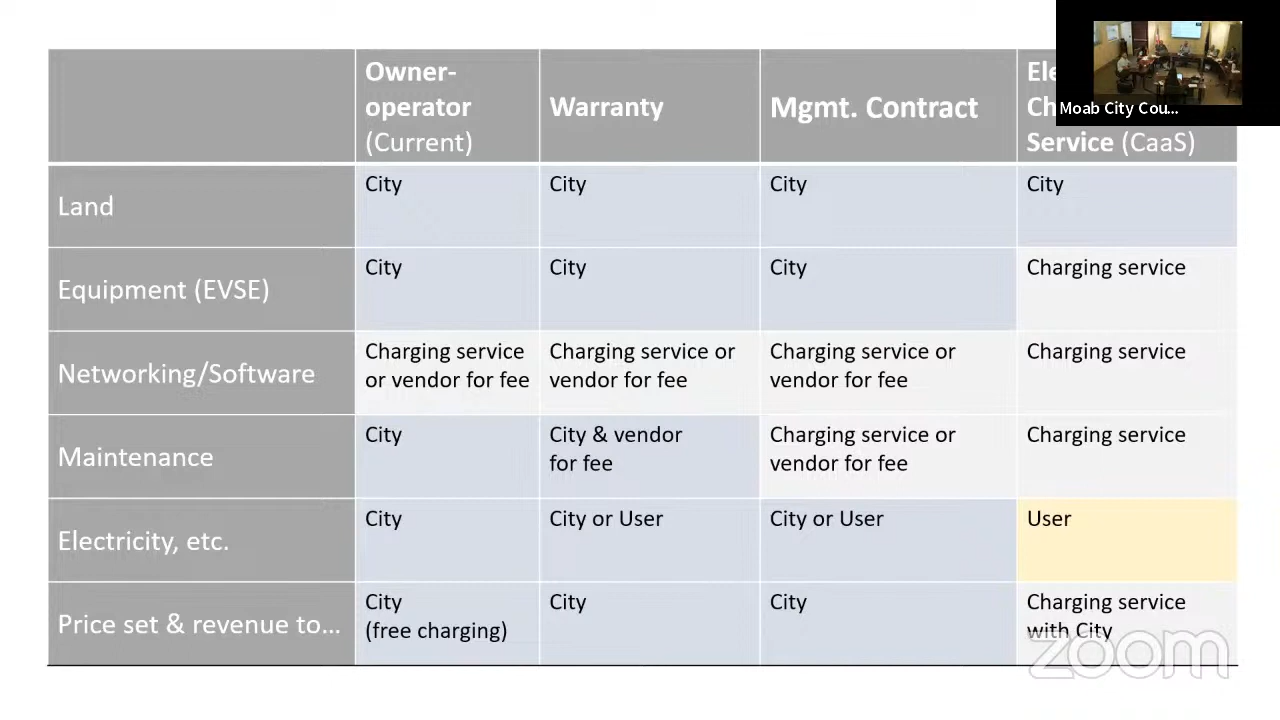 Owner-
operator
(Current)
Warranty
Mgmt. Contract
Service (CaaS)
Moab City Cou...
Land
City
City
City
City
Equipment (EVSE)
City
City
City
Charging service
Networking/Software
Charging service
or vendor for fee
Charging service or
vendor for fee
Charging service or
vendor for fee
Charging service
Maintenance
City
City & vendor
for fee
Charging service or
vendor for fee
Charging service
Electricity, etc.
City
City or User
City or User
User
Price set & revenue to...
City
(free charging)
City
City
Charging service
with City
zoom